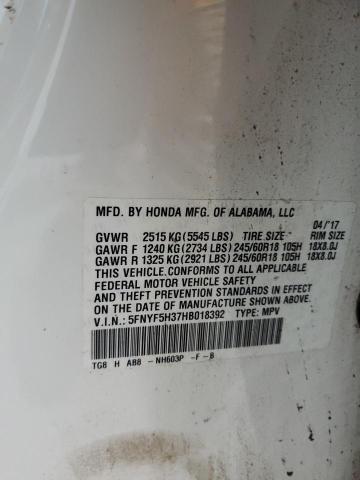 MFD. BY HONDA MFG. OF ALABAMA, LLC
04/'17
GVWR 2515 KG (5545 LBS) TIRE SIZE RIM SIZE
GAWR F 1240 KG (2734 LBS) 245/60R18 105H 18X8.0J
GAWR R 1325 KG (2921 LBS) 245/60R18 105H 18X8.0J
THIS VEHICLE CONFORMS TO ALL APPLICABLE
FEDERAL MOTOR VEHICLE SAFETY
AND THEFT PREVENTION STANDARDS IN EFFECT
ON THE DATE OF MANUFACTURE SHOWN ABOVE.
V.I.N.: 5FNYF5H37HB018392 TYPE: MPV
TG8 H AB8 -NH603P -F -B